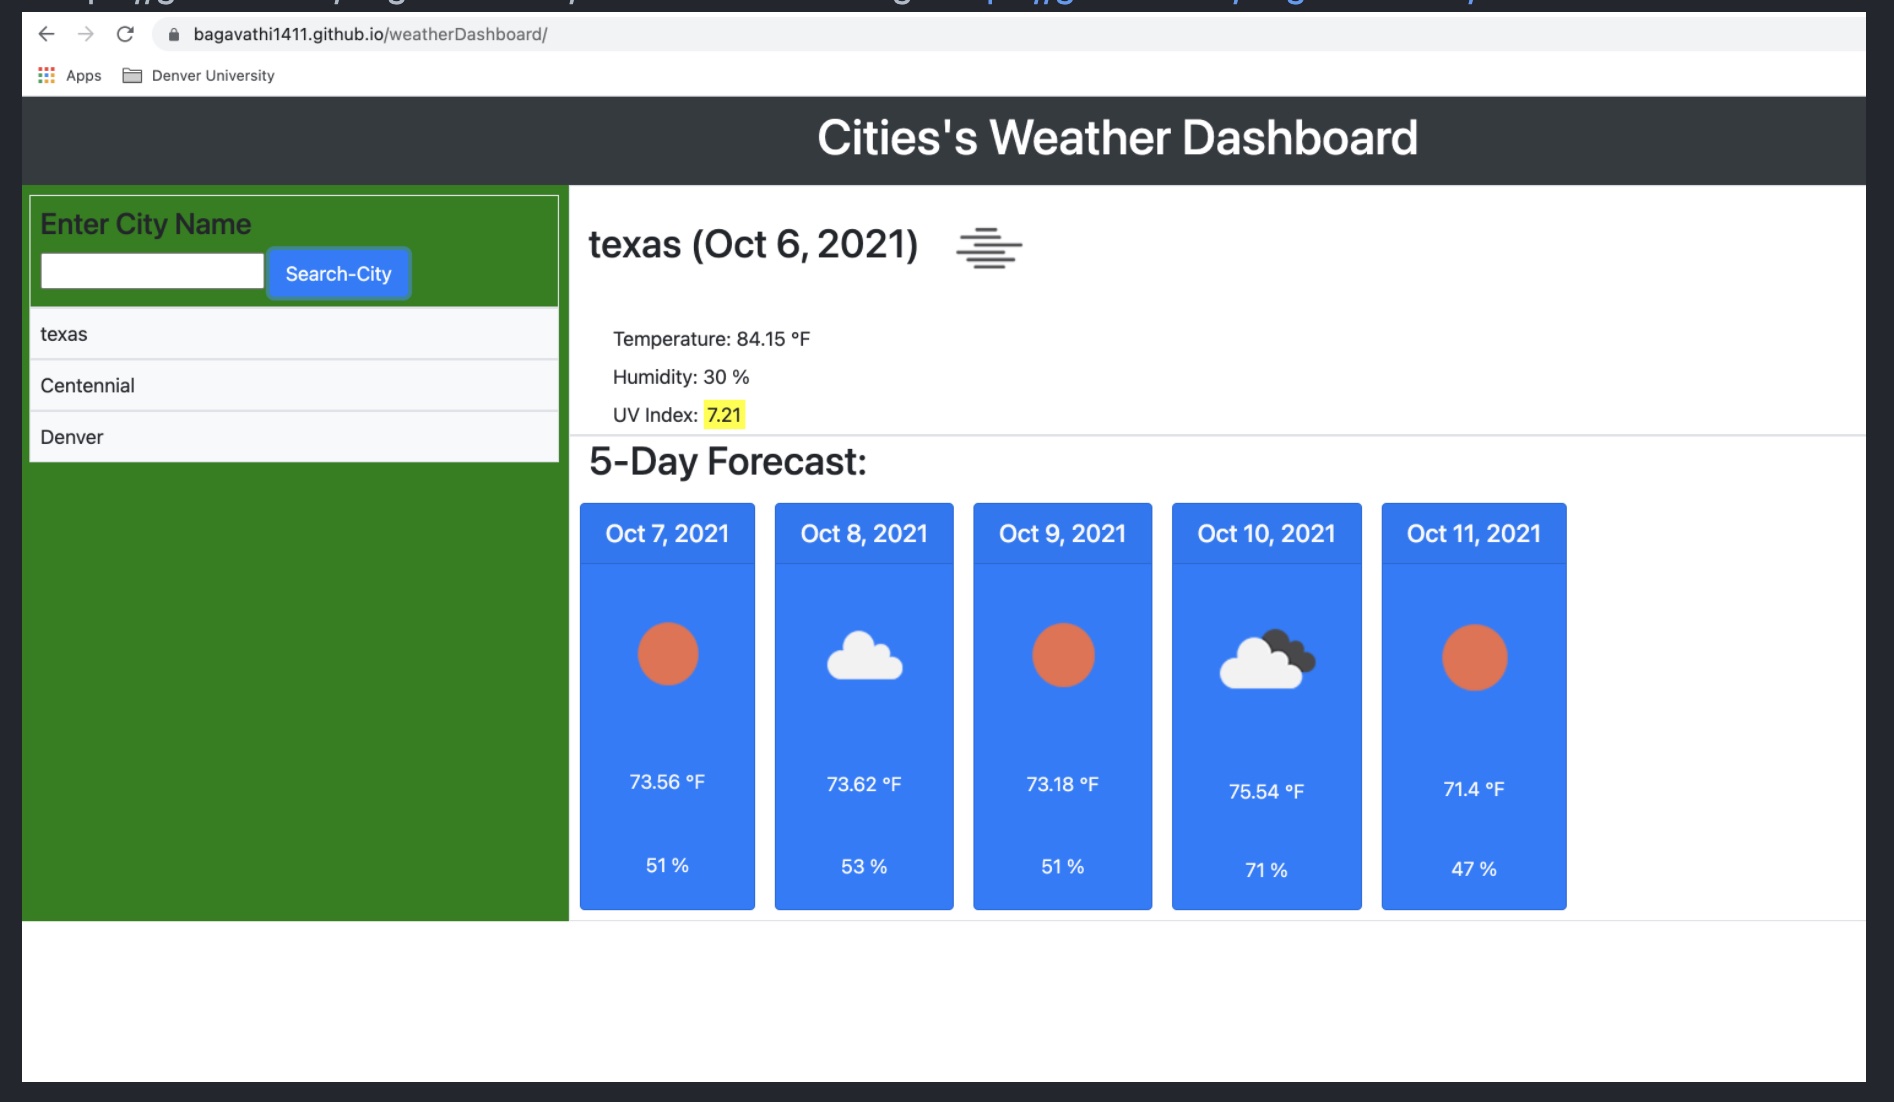 bagavathi1411.github.io/weatherDashboard/
Apps Denver University
Cities's Weather Dashboard
Enter City Name
Search-City
texas
Centennial
Denver
texas (Oct 6, 2021)
Temperature: 84.15 °F
Humidity: 30 %
UV Index: 7.21
5-Day Forecast:
Oct 7, 2021 Oct 8, 2021 Oct 9, 2021 Oct 10, 2021 Oct 11, 2021
73.56 °F 73.62 °F 73.18 °F 75.54 °F 71.4 °F
51 % 53 % 51 % 71 % 47 %